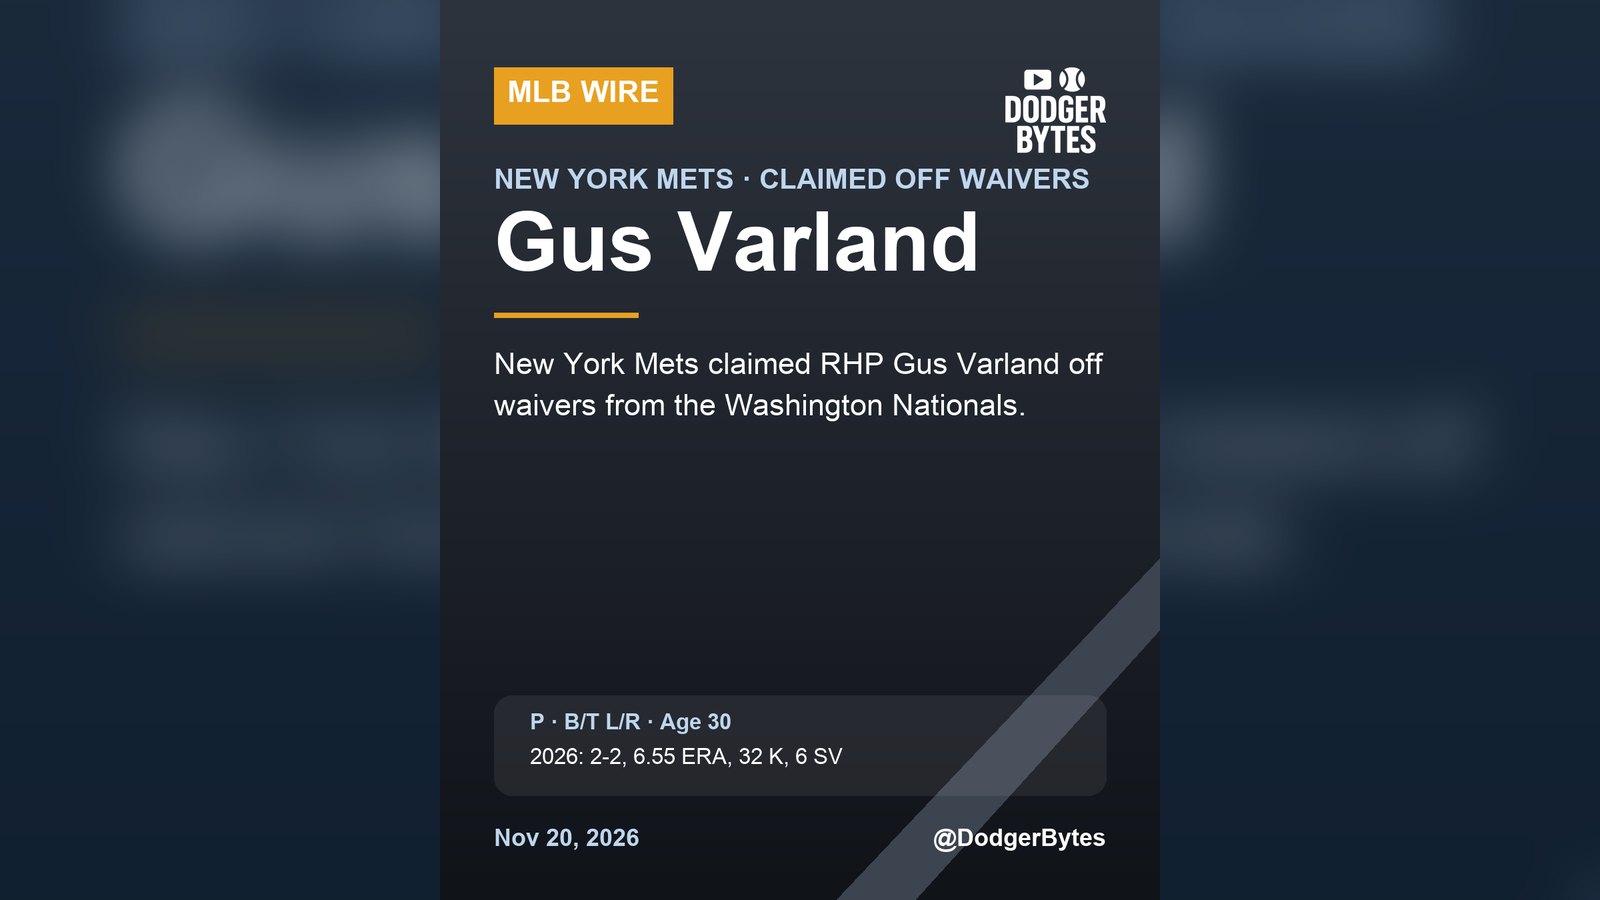 MLB WIRE
DODGER
BYTES
NEW YORK METS · CLAIMED OFF WAIVERS
Gus Varland
New York Mets claimed RHP Gus Varland off
waivers from the Washington Nationals.
P · B/T L/R · Age 30
2026: 2-2, 6.55 ERA, 32 K, 6 SV
Nov 20, 2026
@DodgerBytes